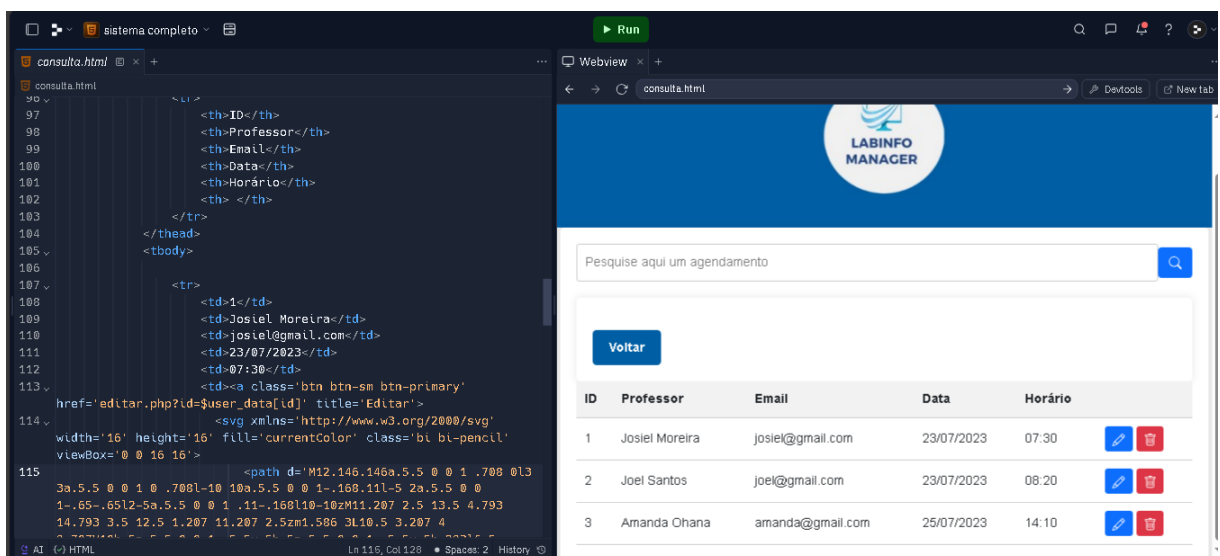 sistema completo
Run
?
consulta.html × +
Webview × +
consulta.html
consulta.html
Devtools
New tab
96 <tr>
97 <th>ID</th>
98 <th>Professor</th>
99 <th>Email</th>
100 <th>Data</th>
101 <th>Horário</th>
102 <th> </th>
103 </tr>
104 </thead>
105 <tbody>
106
107 <tr>
108 <td>1</td>
109 <td>Josiel Moreira</td>
110 <td>josiel@gmail.com</td>
111 <td>23/07/2023</td>
112 <td>07:30</td>
113 <td><a class='btn btn-sm btn-primary'
href='editar.php?id=$user_data[id]' title='Editar'>
114 <svg xmlns='http://www.w3.org/2000/svg'
width='16' height='16' fill='currentColor' class='bi bi-pencil'
viewBox='0 0 16 16'>
115 <path d='M12.146.146a.5.5 0 0 1 .708 0l3
3a.5.5 0 0 1 0 .708l-10 10a.5.5 0 0 1-.168.11l-5 2a.5.5 0 0
1-.65-.65l2-5a.5.5 0 0 1 .11-.168l10-10zM11.207 2.5 13.5 4.793
14.793 3.5 12.5 1.207 11.207 2.5zm1.586 3L10.5 3.207 4
AI HTML
Ln 116, Col 128 • Spaces: 2 History
LABINFO
MANAGER
Pesquise aqui um agendamento
Voltar
ID Professor Email Data Horário
1 Josiel Moreira josiel@gmail.com 23/07/2023 07:30
2 Joel Santos joel@gmail.com 23/07/2023 08:20
3 Amanda Ohana amanda@gmail.com 25/07/2023 14:10